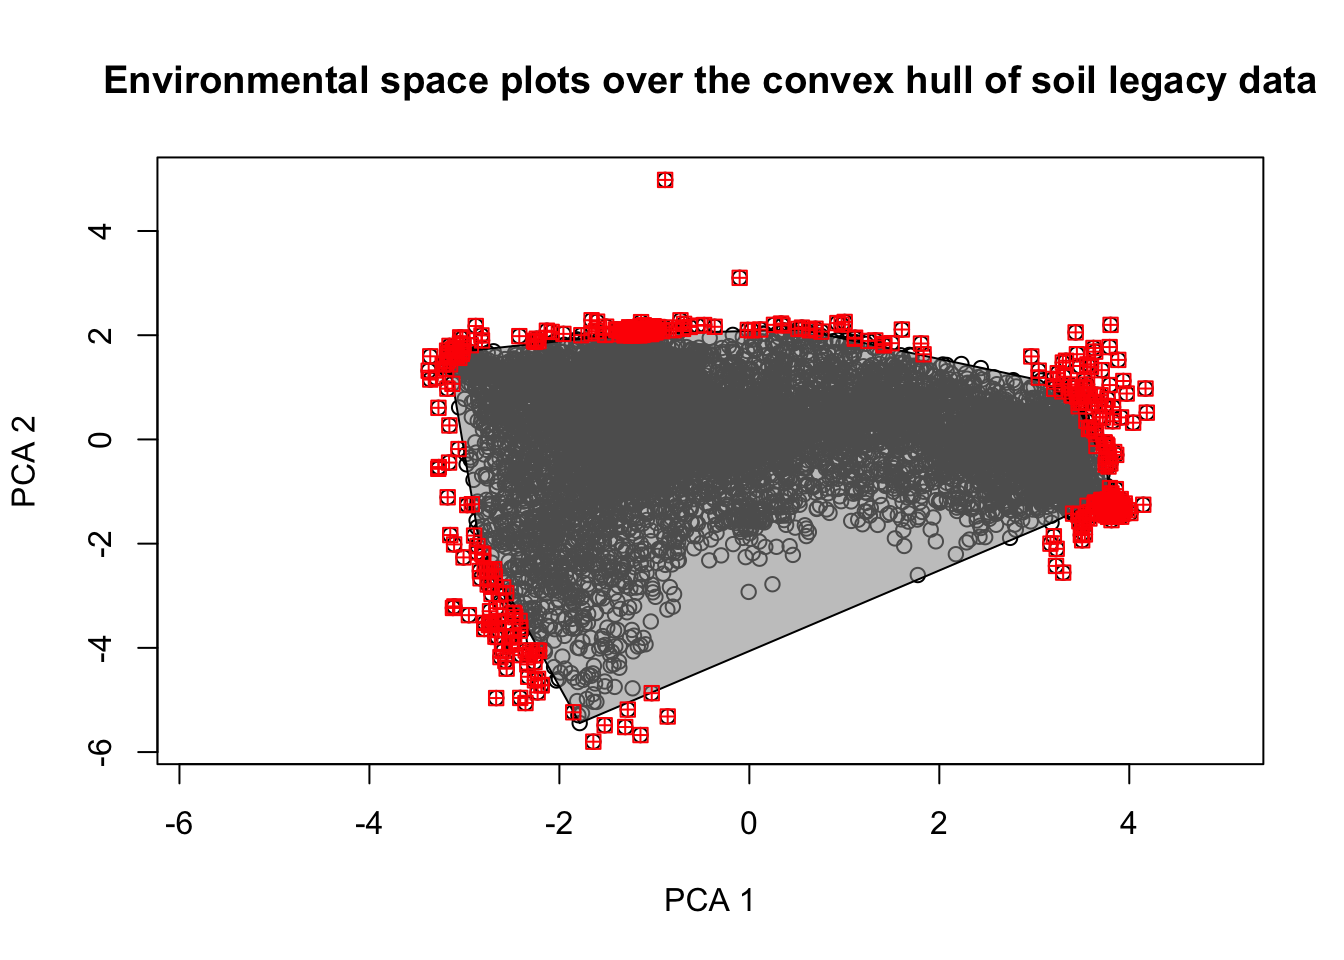 Environmental space plots over the convex hull of soil legacy data
4
2
0
-2
-4
-6
PCA 2
-6 -4 -2 0 2 4
PCA 1